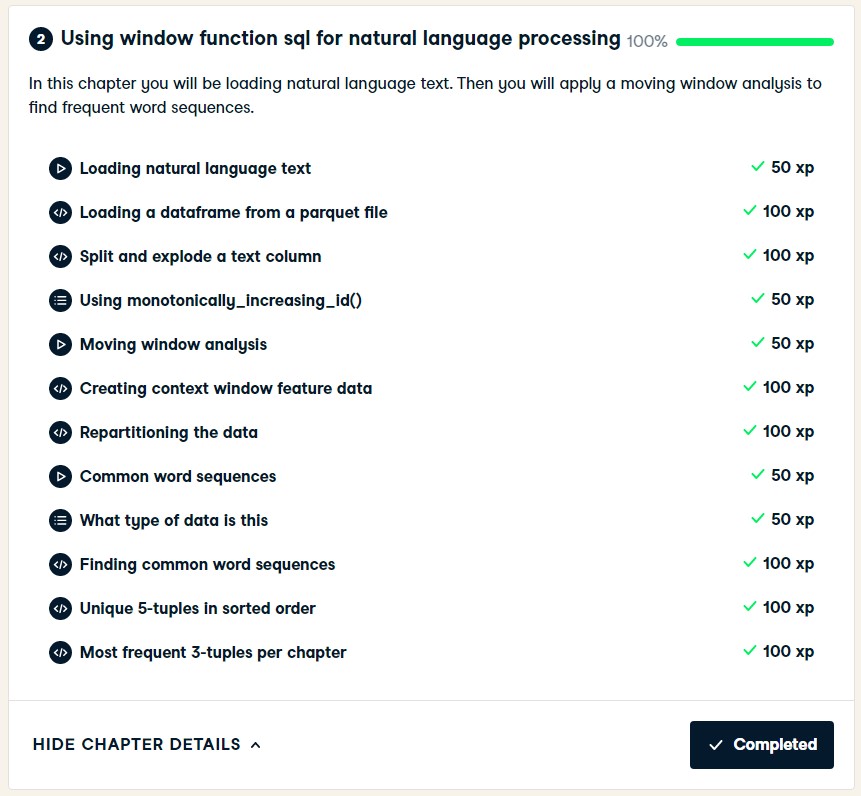 2 Using window function sql for natural language processing 100%
In this chapter you will be loading natural language text. Then you will apply a moving window analysis to
find frequent word sequences.
Loading natural language text 50 xp
Loading a dataframe from a parquet file 100 xp
Split and explode a text column 100 xp
Using monotonically_increasing_id() 50 xp
Moving window analysis 50 xp
Creating context window feature data 100 xp
Repartitioning the data 100 xp
Common word sequences 50 xp
What type of data is this 50 xp
Finding common word sequences 100 xp
Unique 5-tuples in sorted order 100 xp
Most frequent 3-tuples per chapter 100 xp
HIDE CHAPTER DETAILS Completed